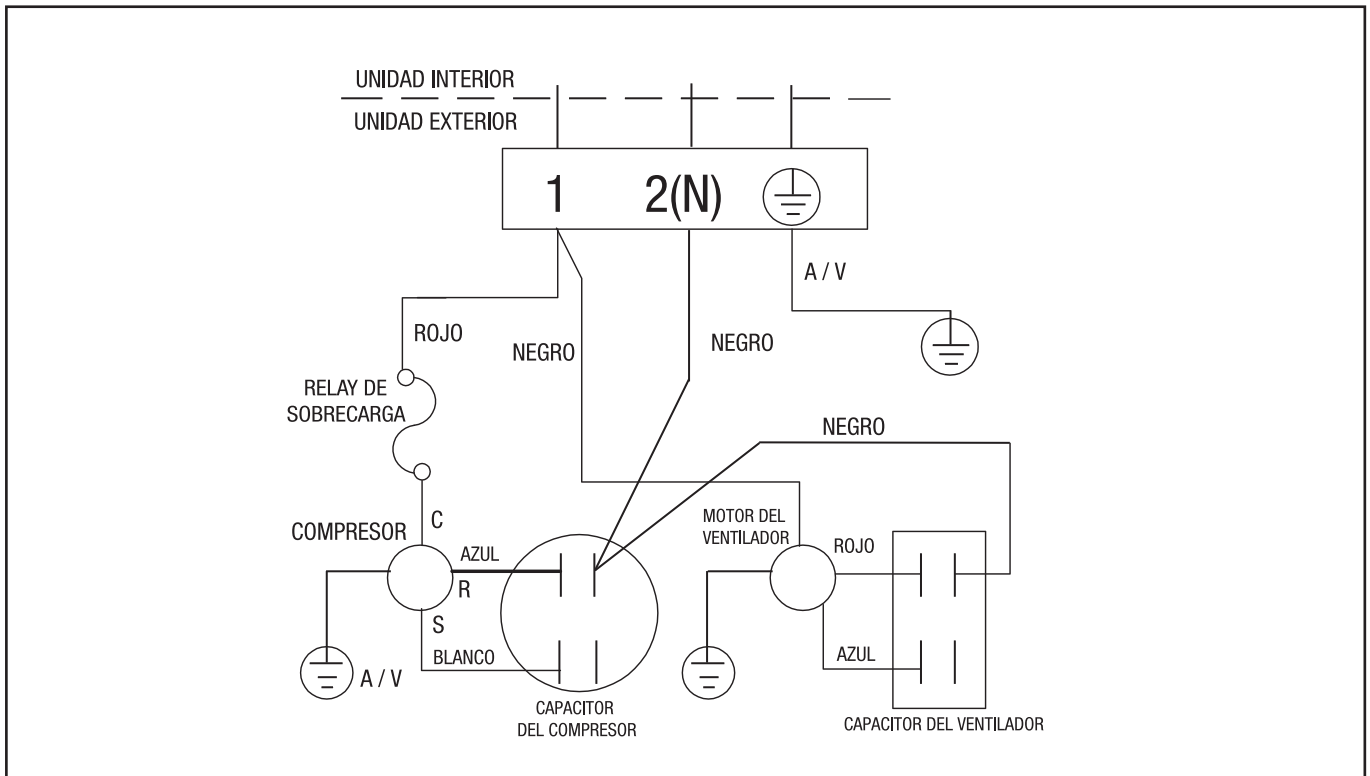 UNIDAD INTERIOR
UNIDAD EXTERIOR
1
2(N)
A / V
ROJO
NEGRO
NEGRO
RELAY DE
SOBRECARGA
NEGRO
COMPRESOR
C
AZUL
R
S
BLANCO
A / V
CAPACITOR
DEL COMPRESOR
MOTOR DEL
VENTILADOR
ROJO
AZUL
CAPACITOR DEL VENTILADOR